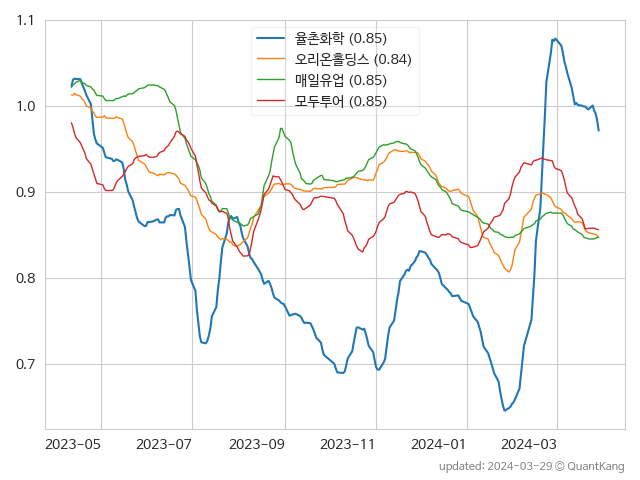 1.1
1.0
0.9
0.8
0.7
율촌화학 (0.85)
오리온홀딩스 (0.84)
매일유업 (0.85)
모두투어 (0.85)
2023-05 2023-07 2023-09 2023-11 2024-01 2024-03
updated: 2024-03-29 @ QuantKang